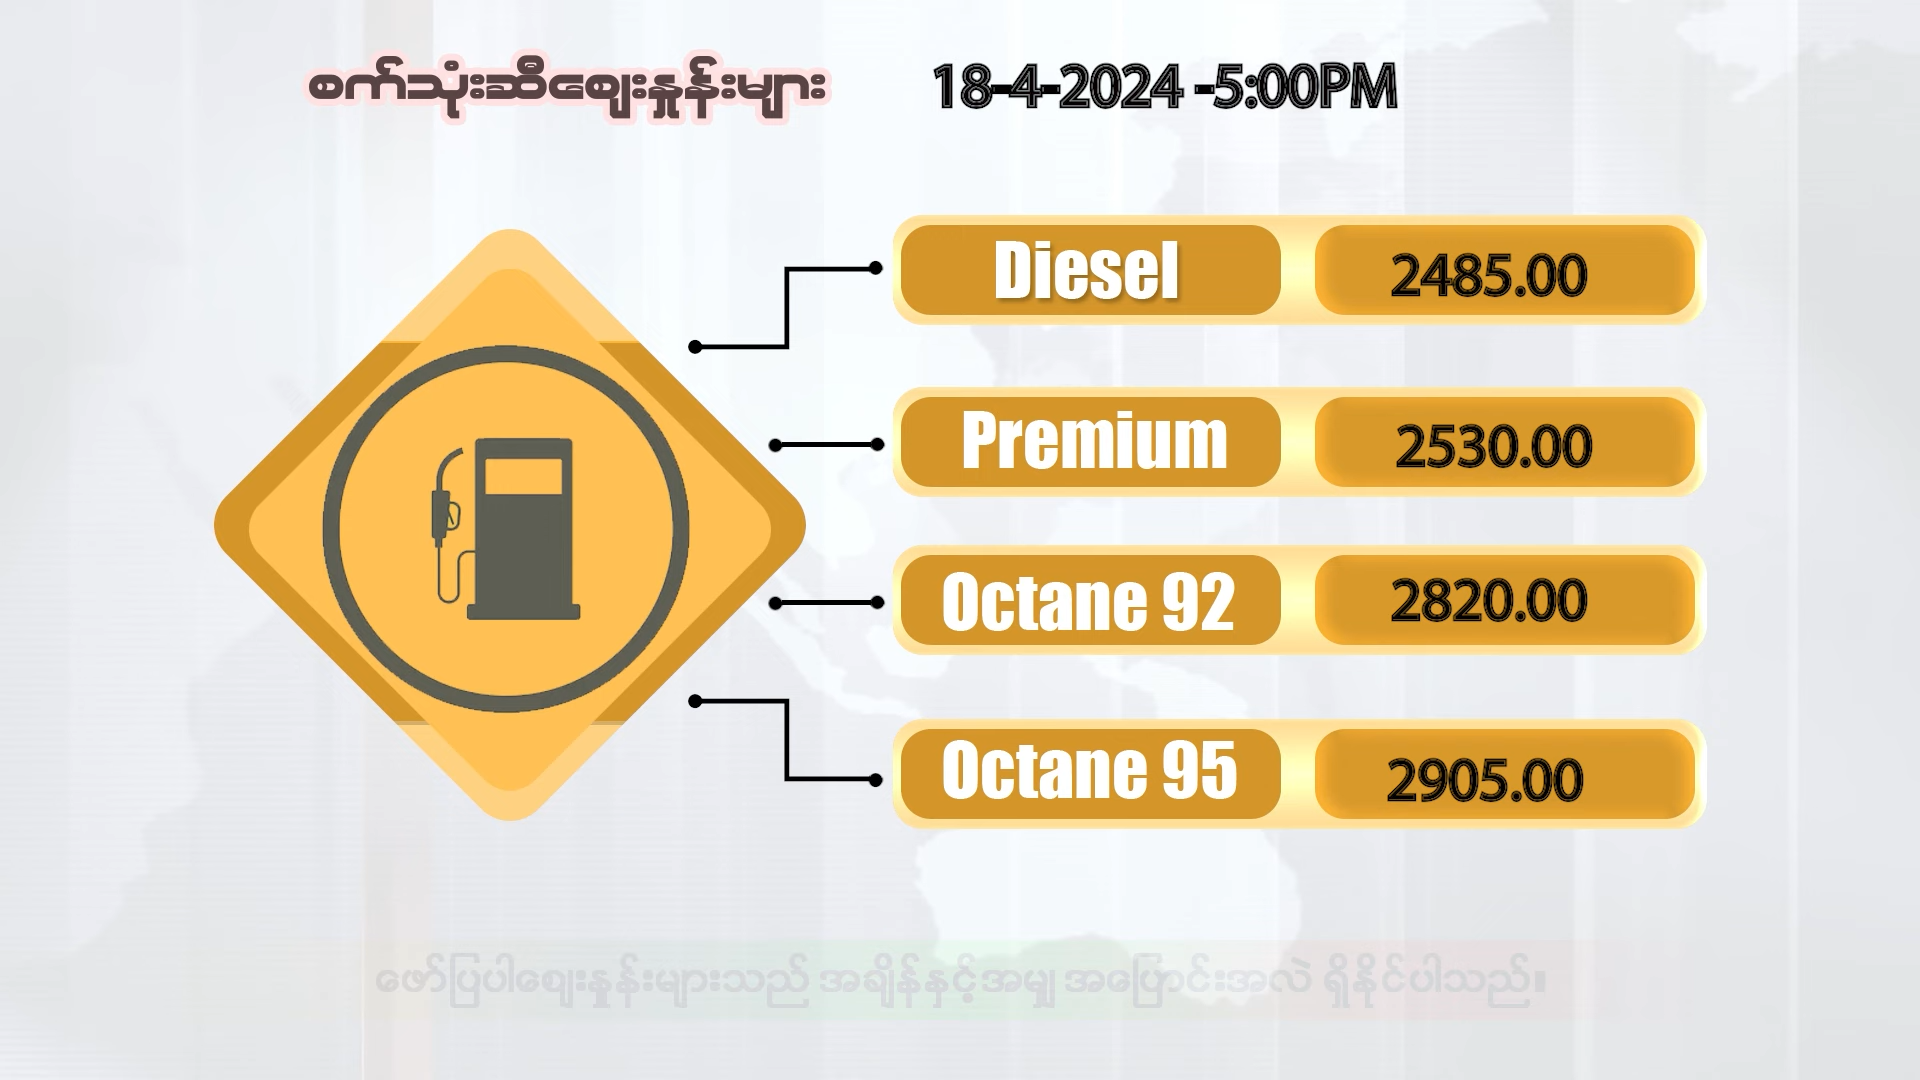 စက်သုံးဆီဈေးနှုန်းများ 18-4-2024 -5:00PM
Diesel 2485.00
Premium 2530.00
Octane 92 2820.00
Octane 95 2905.00
ဖော်ပြပါဈေးနှုန်းများသည် အချိန်နှင့်အမျှ အပြောင်းအလဲ ရှိနိုင်ပါသည်။